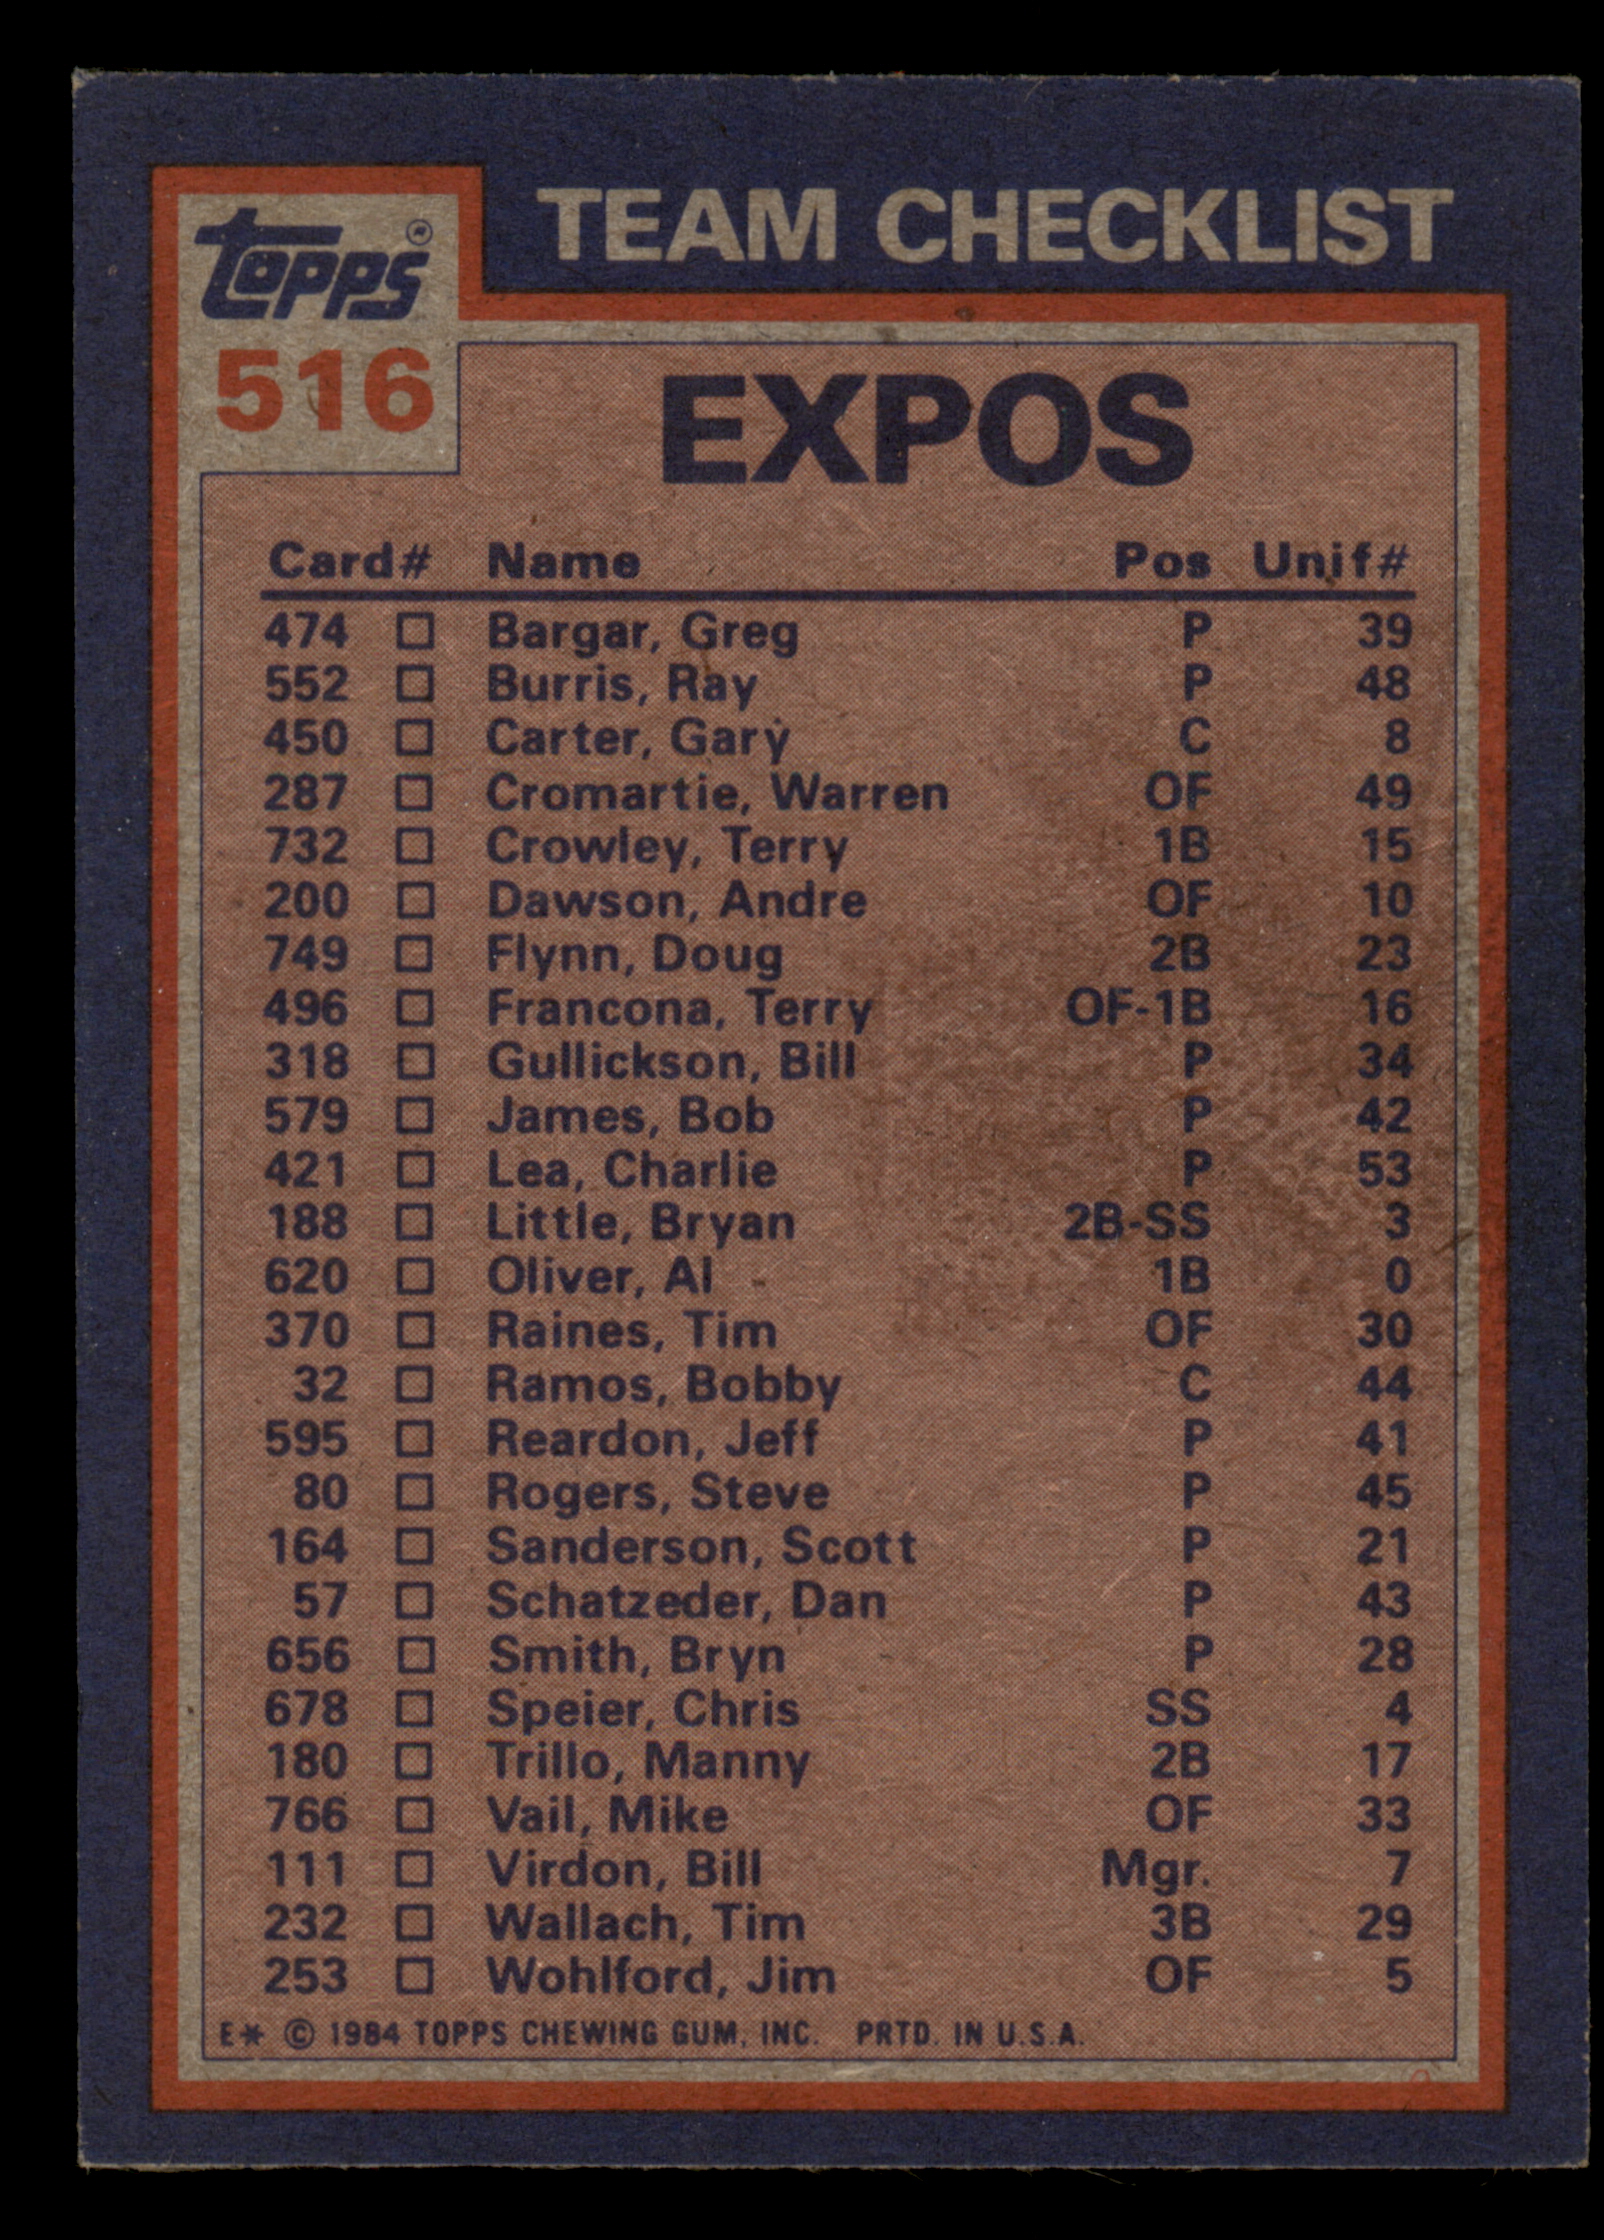 TEAM CHECKLIST
Topps®
516
EXPOS
Card# Name Pos Unif#
474 □ Bargar, Greg P 39
552 □ Burris, Ray P 48
450 □ Carter, Gary C 8
287 □ Cromartie, Warren OF 49
732 □ Crowley, Terry 1B 15
200 □ Dawson, Andre OF 10
749 □ Flynn, Doug 2B 23
496 □ Francona, Terry OF-1B 16
318 □ Gullickson, Bill P 34
579 □ James, Bob P 42
421 □ Lea, Charlie P 53
188 □ Little, Bryan 2B-SS 3
620 □ Oliver, Al 1B 0
370 □ Raines, Tim OF 30
32 □ Ramos, Bobby C 44
595 □ Reardon, Jeff P 41
80 □ Rogers, Steve P 45
164 □ Sanderson, Scott P 21
57 □ Schatzeder, Dan P 43
656 □ Smith, Bryn P 28
678 □ Speier, Chris SS 4
180 □ Trillo, Manny 2B 17
766 □ Vail, Mike OF 33
111 □ Virdon, Bill Mgr. 7
232 □ Wallach, Tim 3B 29
253 □ Wohlford, Jim OF 5
E* © 1984 TOPPS CHEWING GUM, INC. PRTD. IN U.S.A.